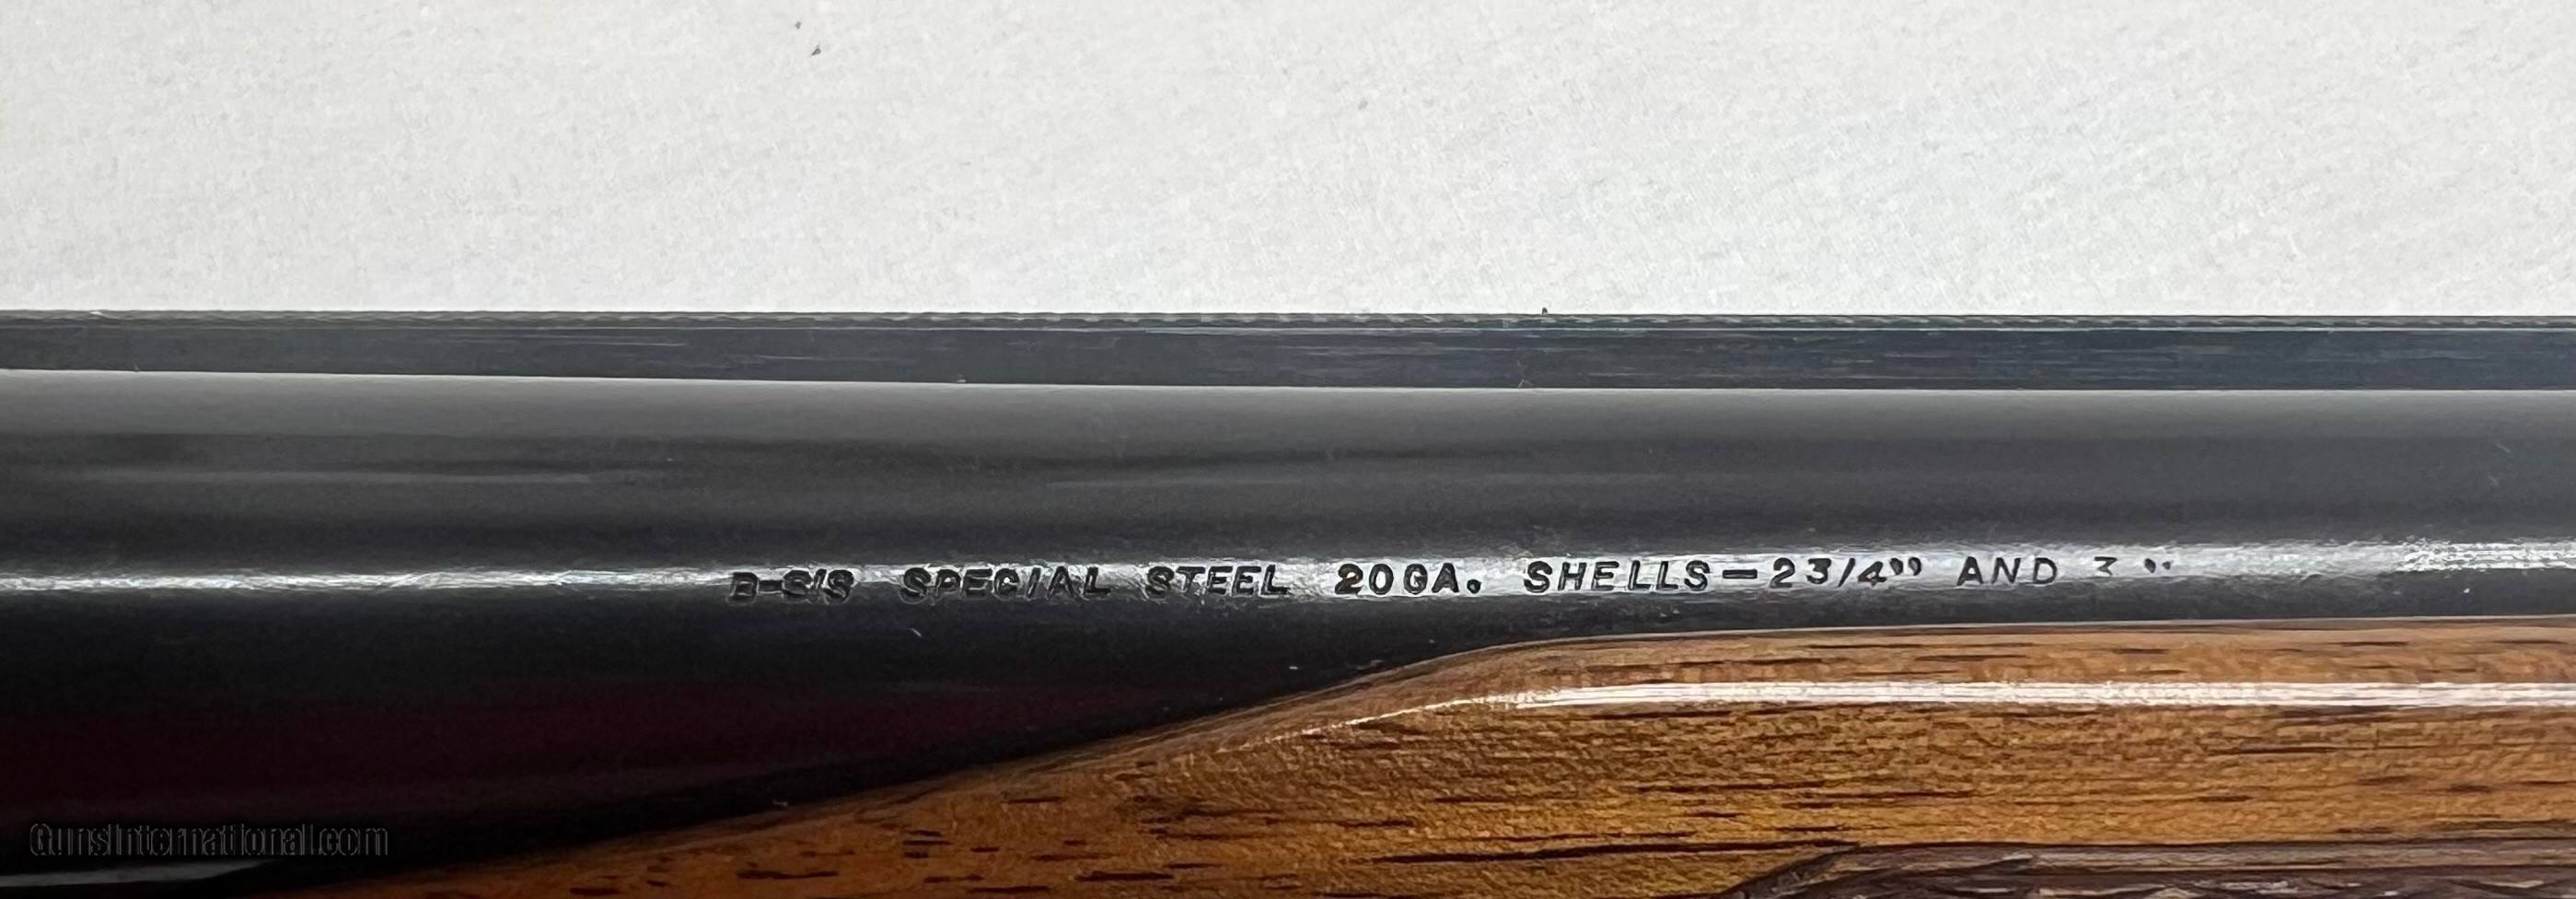 B-S/S SPECIAL STEEL 20GA. SHELLS-2 3/4" AND 3"
GunsInternational.com